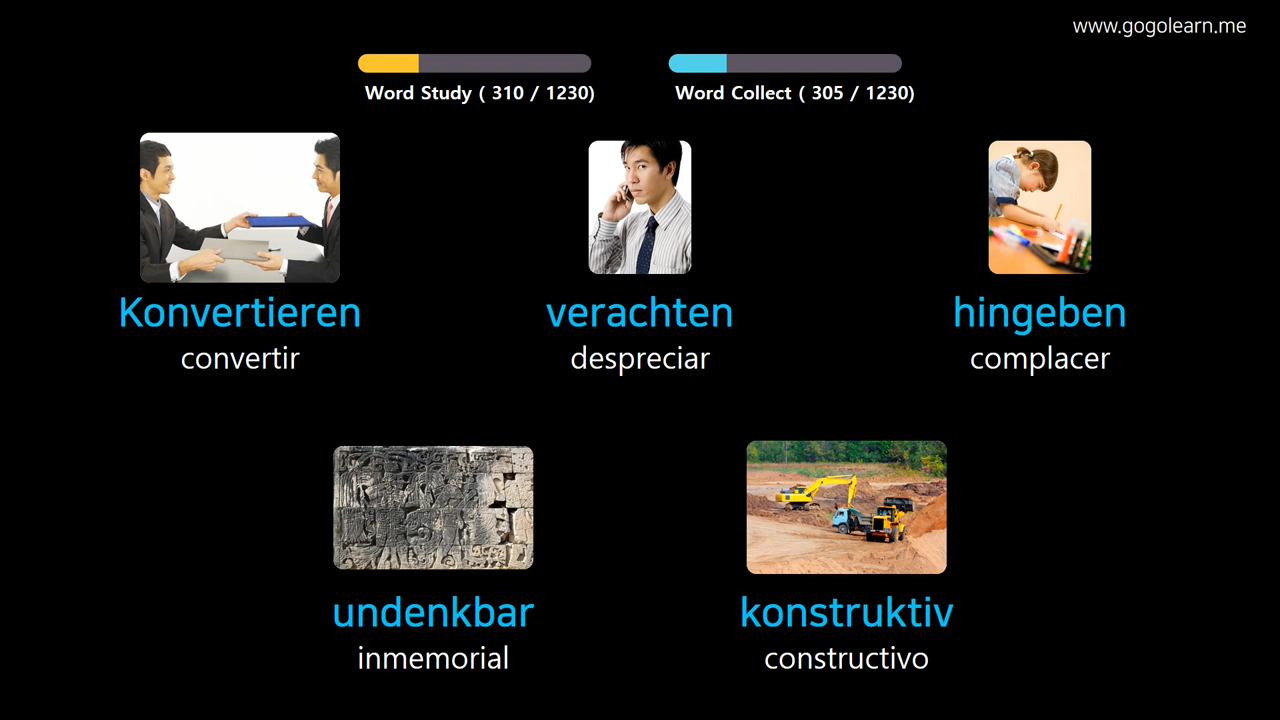 www.gogolearn.me
Word Study ( 310 / 1230)
Word Collect ( 305 / 1230)
Konvertieren
convertir
verachten
despreciar
hingeben
complacer
undenkbar
inmemorial
konstruktiv
constructivo